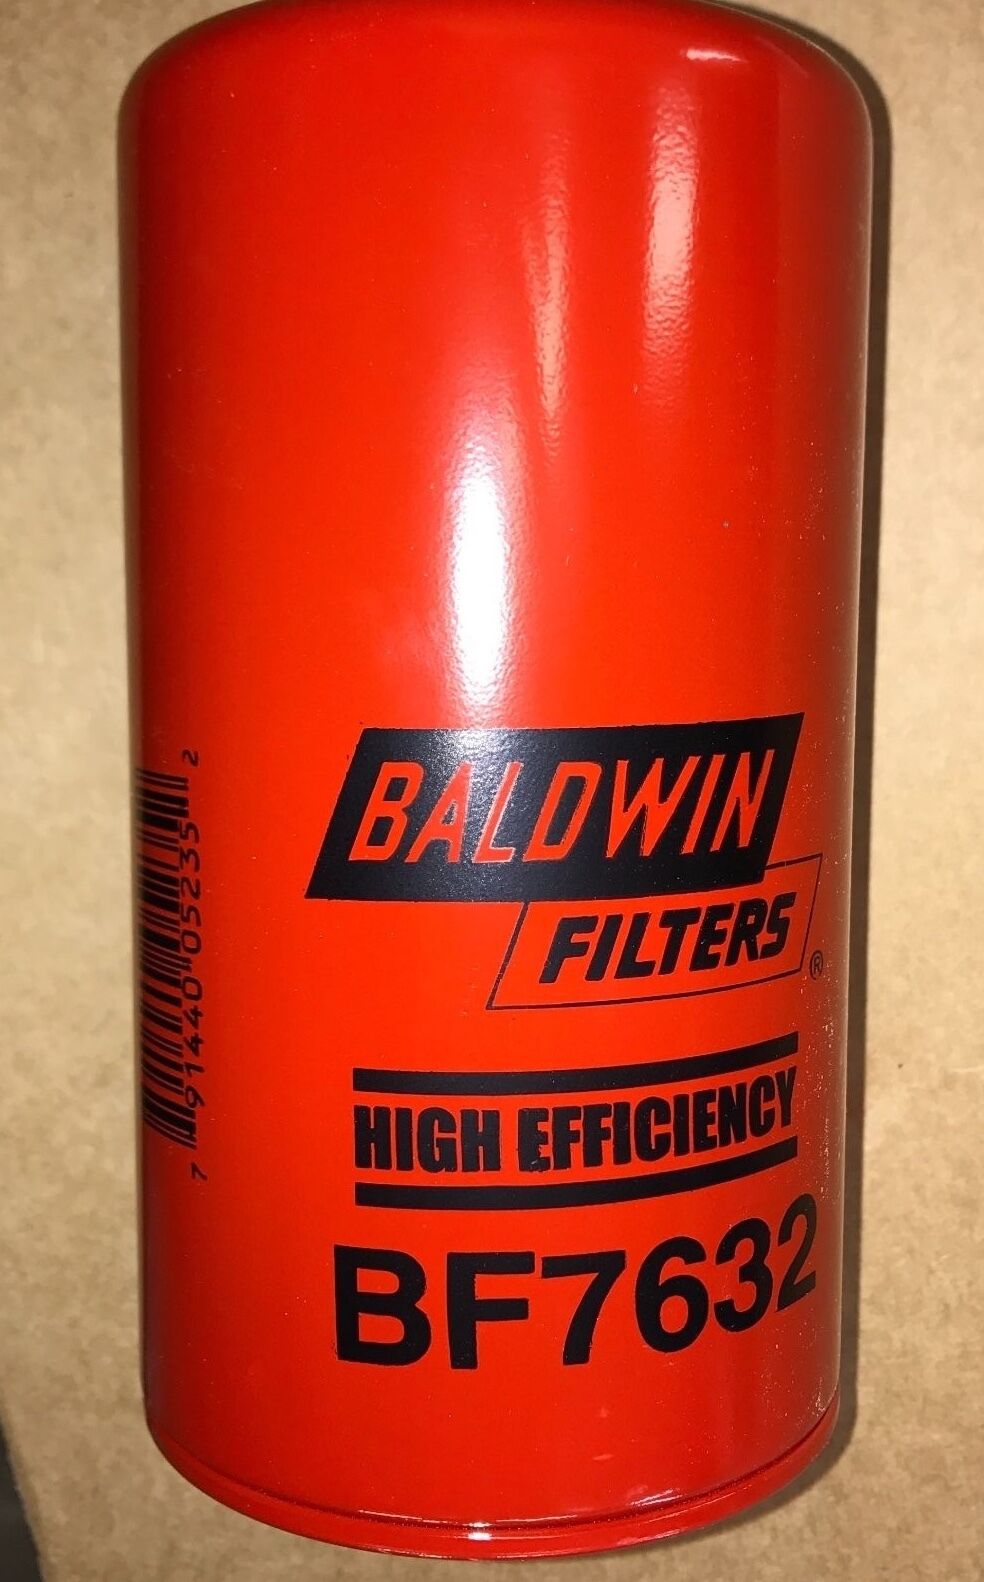 BALDWIN
FILTERS®
HIGH EFFICIENCY
BF7632
7 91440 05235 2